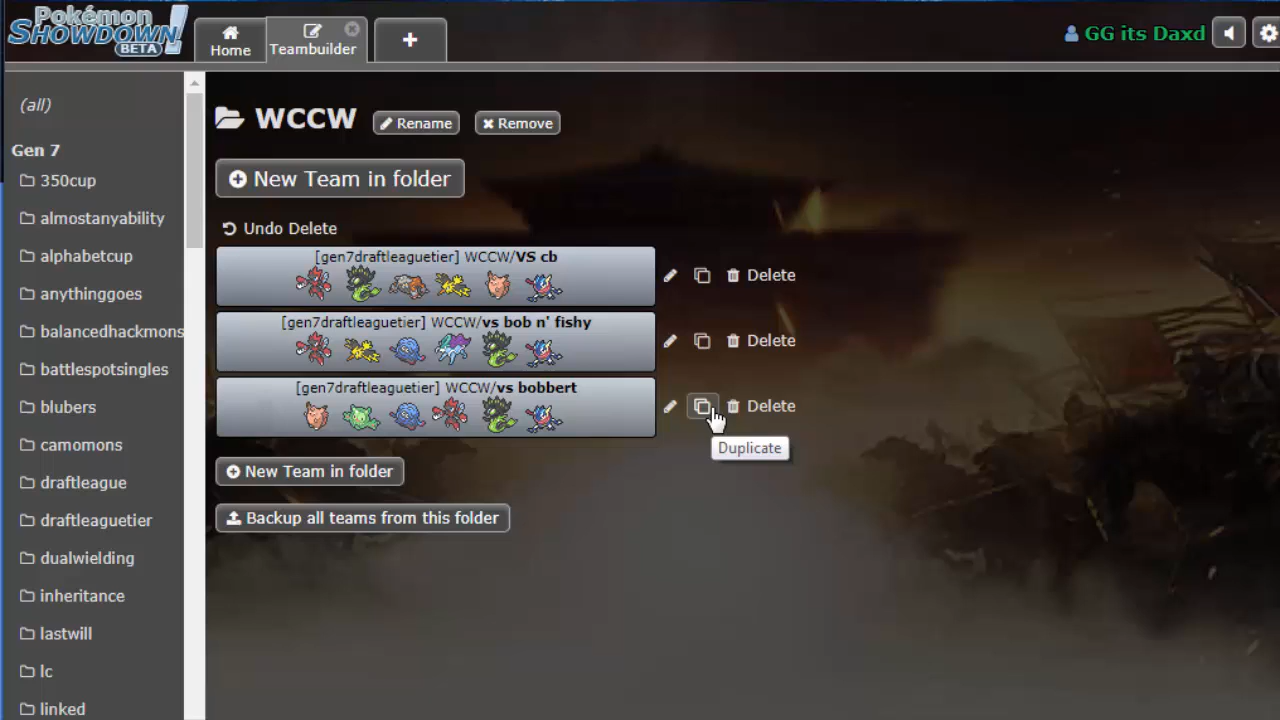 Pokémon
SHOWDOWN!
BETA
Home
Teambuilder
GG its Daxd
(all)
Gen 7
350cup
almostanyability
alphabetcup
anythinggoes
balancedhackmons
battlespotsingles
blubers
camomons
draftleague
draftleaguetier
dualwielding
inheritance
lastwill
lc
linked
WCCW
Rename
Remove
New Team in folder
Undo Delete
[gen7draftleaguetier] WCCW/VS cb
Delete
[gen7draftleaguetier] WCCW/vs bob n' fishy
Delete
[gen7draftleaguetier] WCCW/vs bobbert
Delete
Duplicate
New Team in folder
Backup all teams from this folder